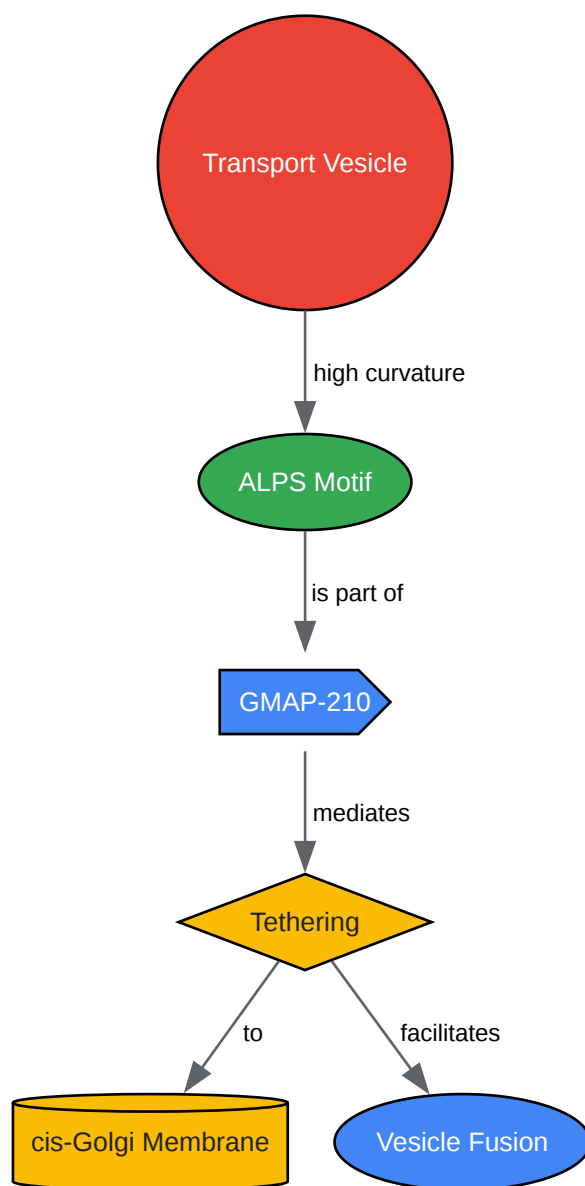 Transport Vesicle
high curvature
ALPS Motif
is part of
GMAP-210
mediates
Tethering
to
facilitates
cis-Golgi Membrane
Vesicle Fusion